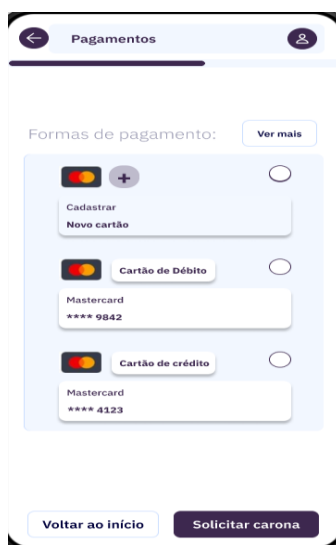 Pagamentos
Formas de pagamento:
Ver mais
+
Cadastrar
Novo cartão
Cartão de Débito
Mastercard
**** 9842
Cartão de crédito
Mastercard
**** 4123
Voltar ao início
Solicitar carona